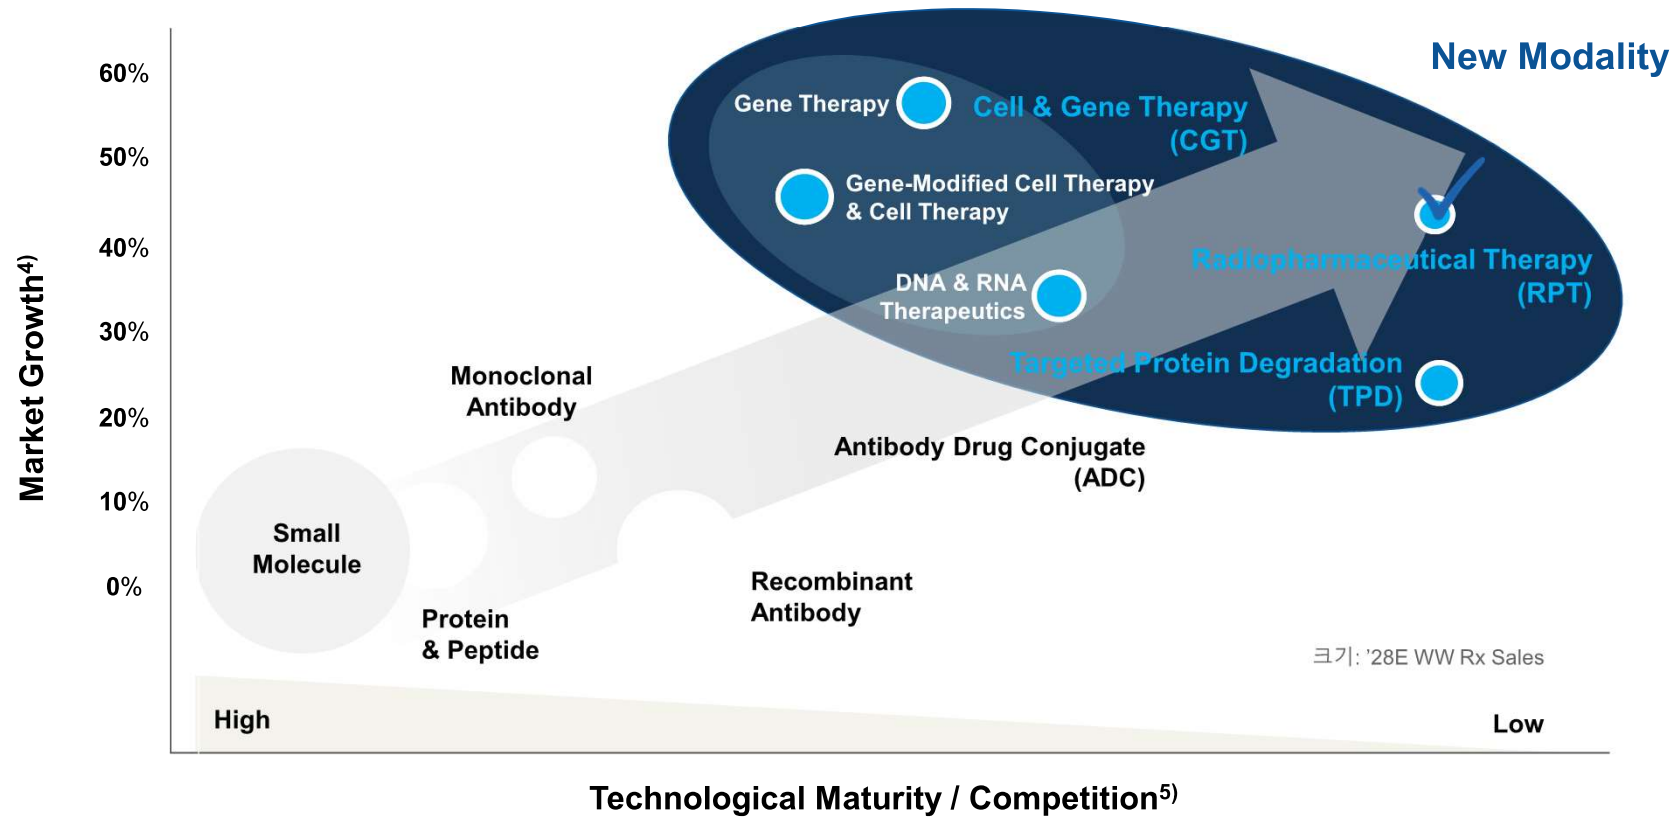 New Modality
60%
50%
40%
30%
20%
10%
0%
Market Growth4)
Gene Therapy
Cell & Gene Therapy
(CGT)
Gene-Modified Cell Therapy
& Cell Therapy
DNA & RNA
Therapeutics
Radiopharmaceutical Therapy
(RPT)
Targeted Protein Degradation
(TPD)
Monoclonal
Antibody
Antibody Drug Conjugate
(ADC)
Small
Molecule
Protein
& Peptide
Recombinant
Antibody
크기: ’28E WW Rx Sales
High
Low
Technological Maturity / Competition5)